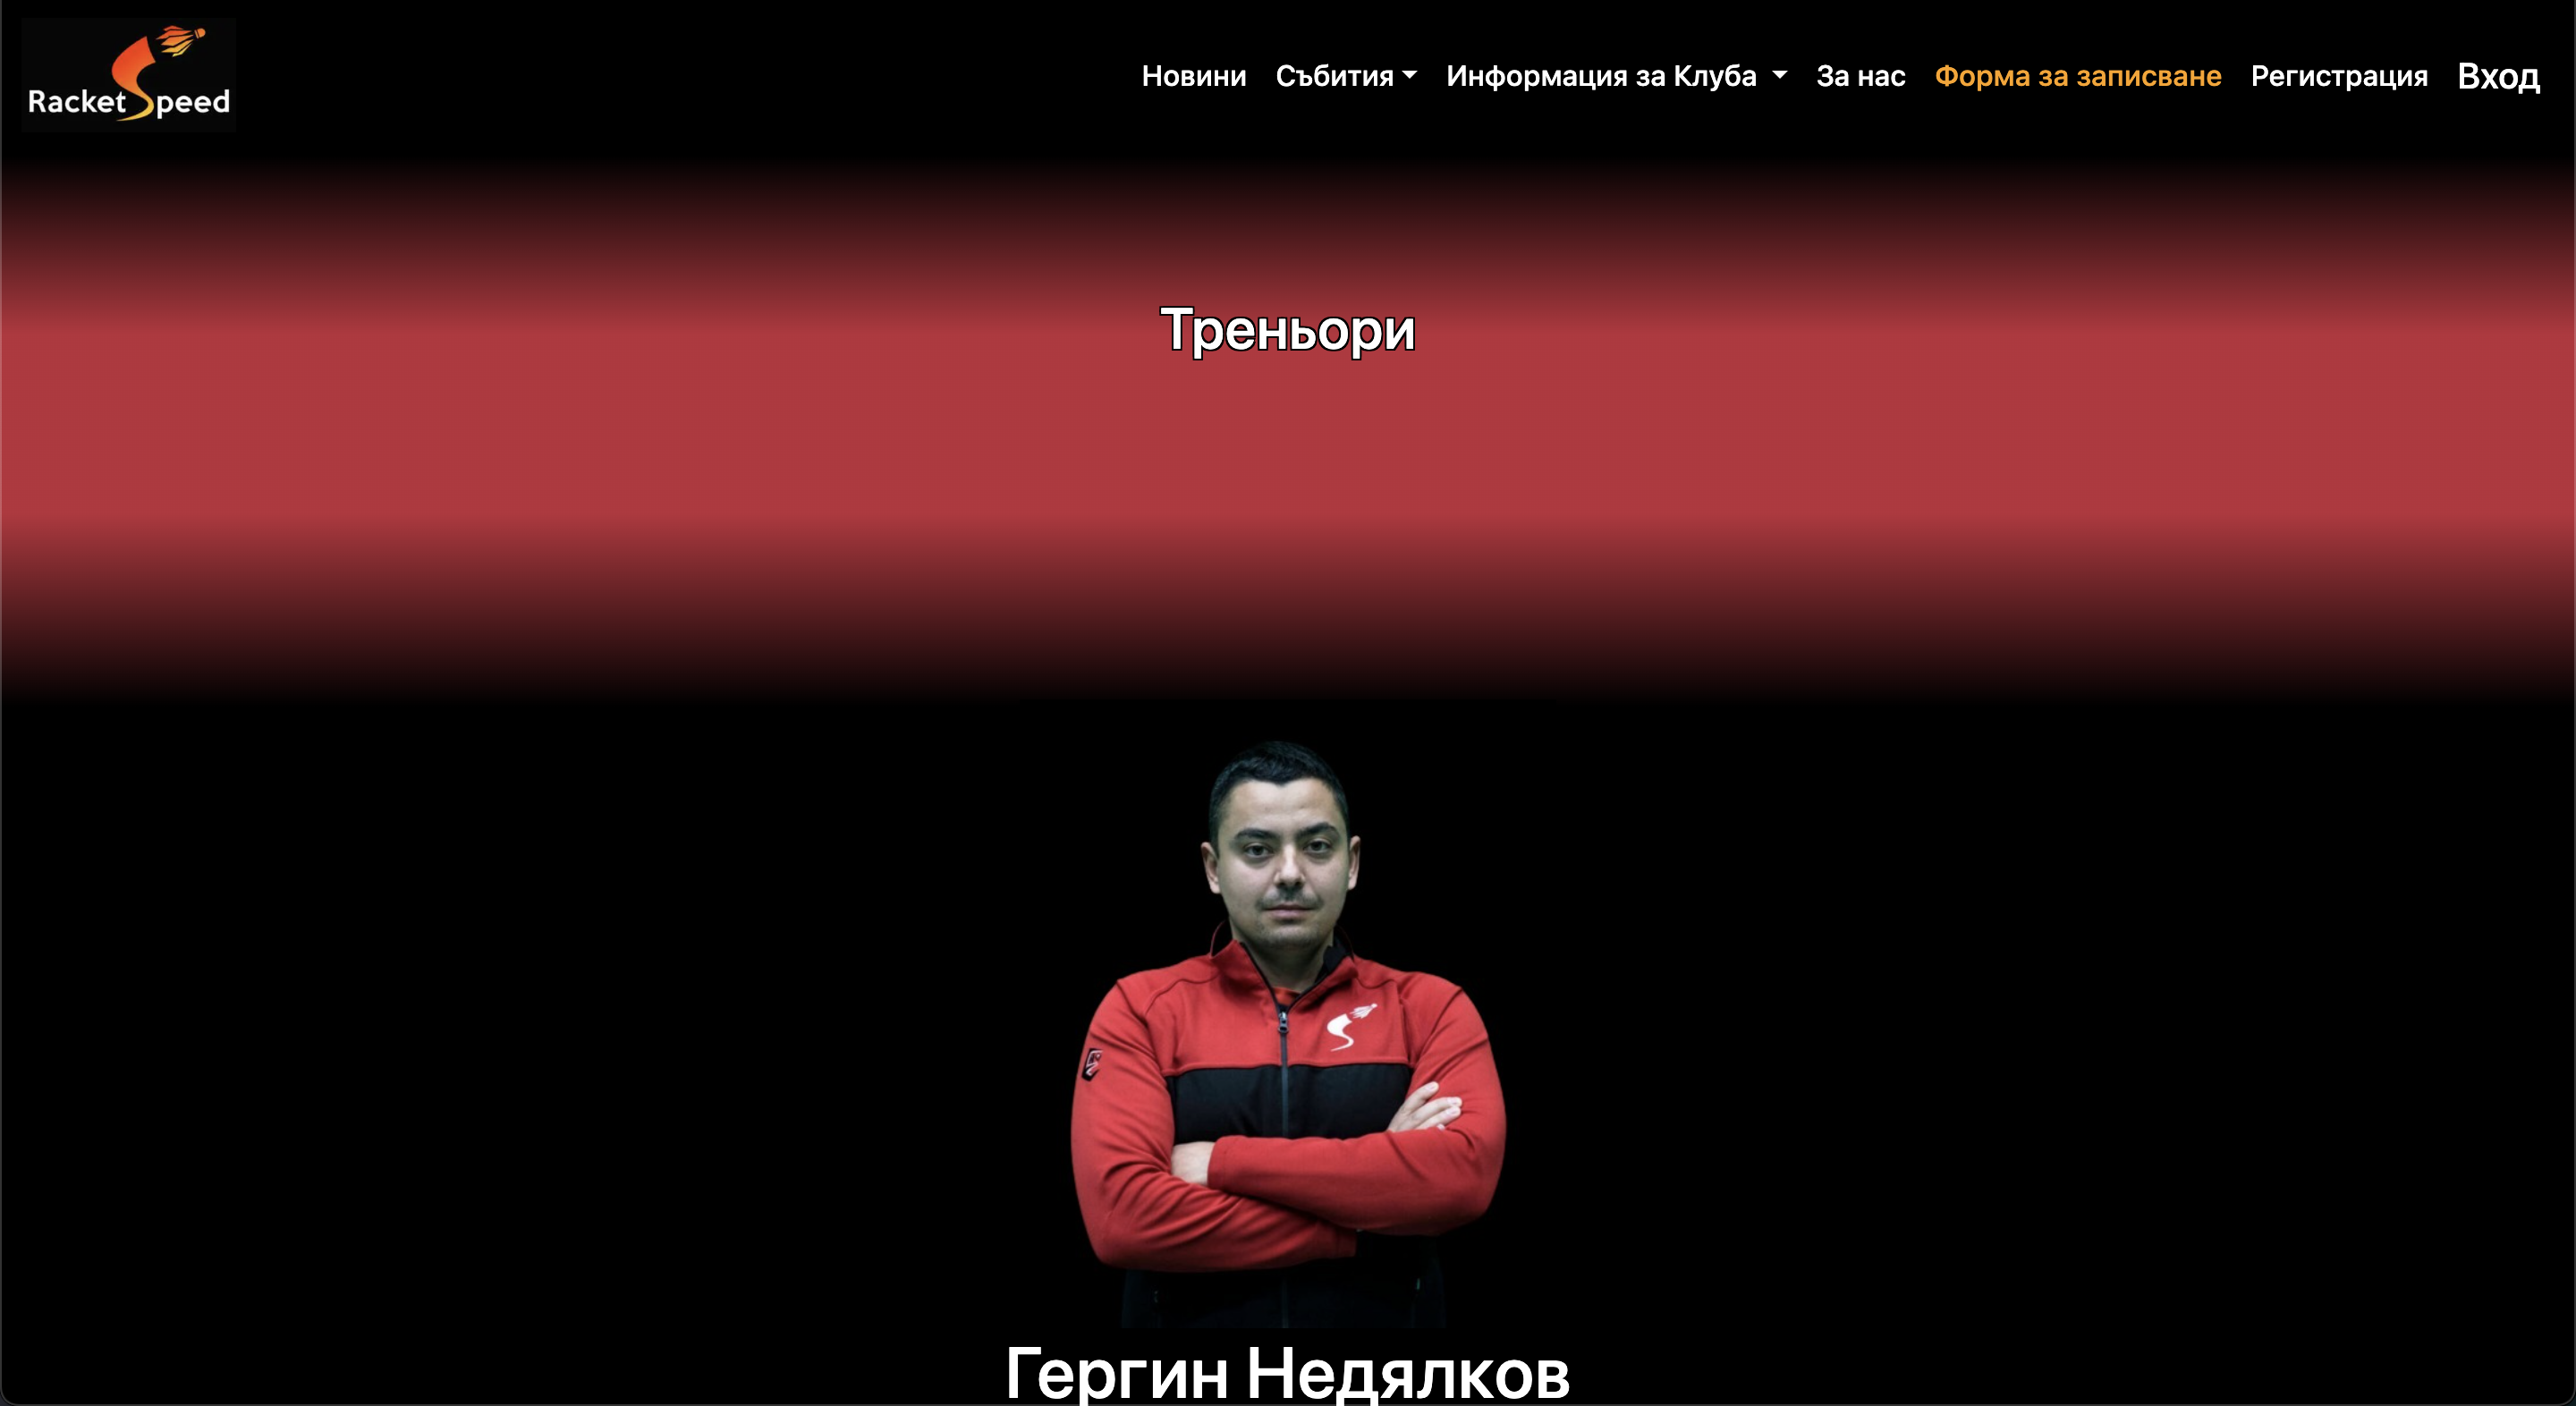 RacketSpeed
Новини Събития Информация за Клуба За нас Форма за записване Регистрация Вход
Треньори
Гергин Недялков